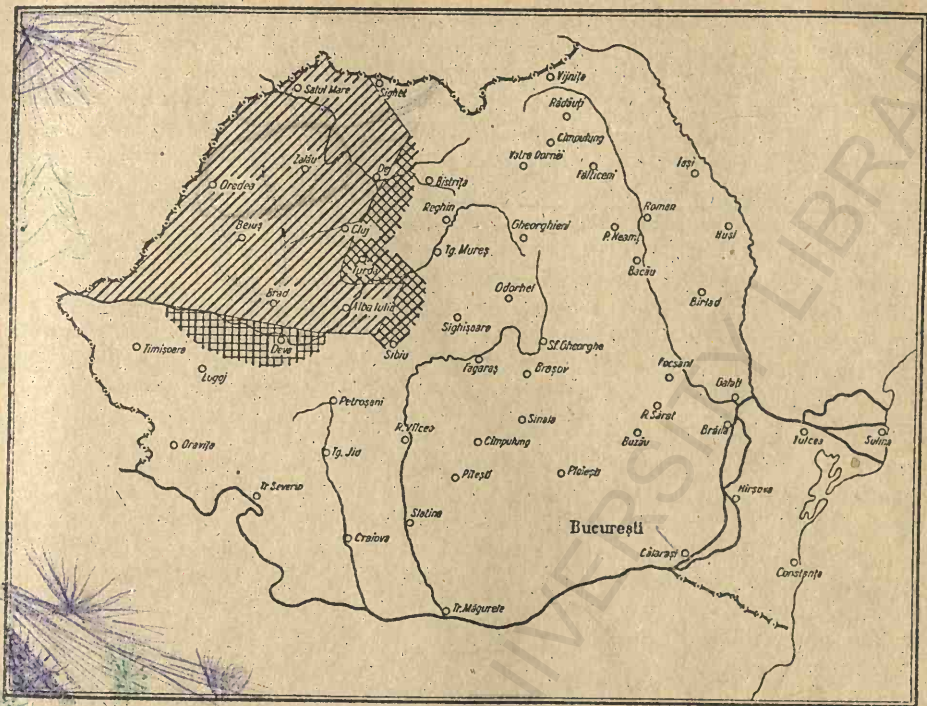 Vijnița
Satul Mare
Sighet
Rădăuți
Cîmpulung
Vatra Dornei
Fălticeni
Iași
Zalău
Dej
Bistrița
Oradea
Reghin
Gheorghieni
Roman
P. Neamț
Huși
Beiuș
Cluj
Tg. Mureș
Bacău
Turda
Odorhei
Bîrlad
Brad
Alba Iulia
Sighișoara
Timișoara
Deva
Sibiu
Sf. Gheorghe
Lugoj
Făgăraș
Brașov
Focșani
Galați
Petroșani
R. Sărat
Brăila
Tulcea
Sulina
Oravița
R. Vîlcea
Sinaia
Cîmpulung
Buzău
Tg. Jiu
Pitești
Ploiești
Tr. Severin
Hîrșova
Slatina
București
Craiova
Călărași
Constanța
Tr. Măgurele
UNIVERSITY LIBRAR